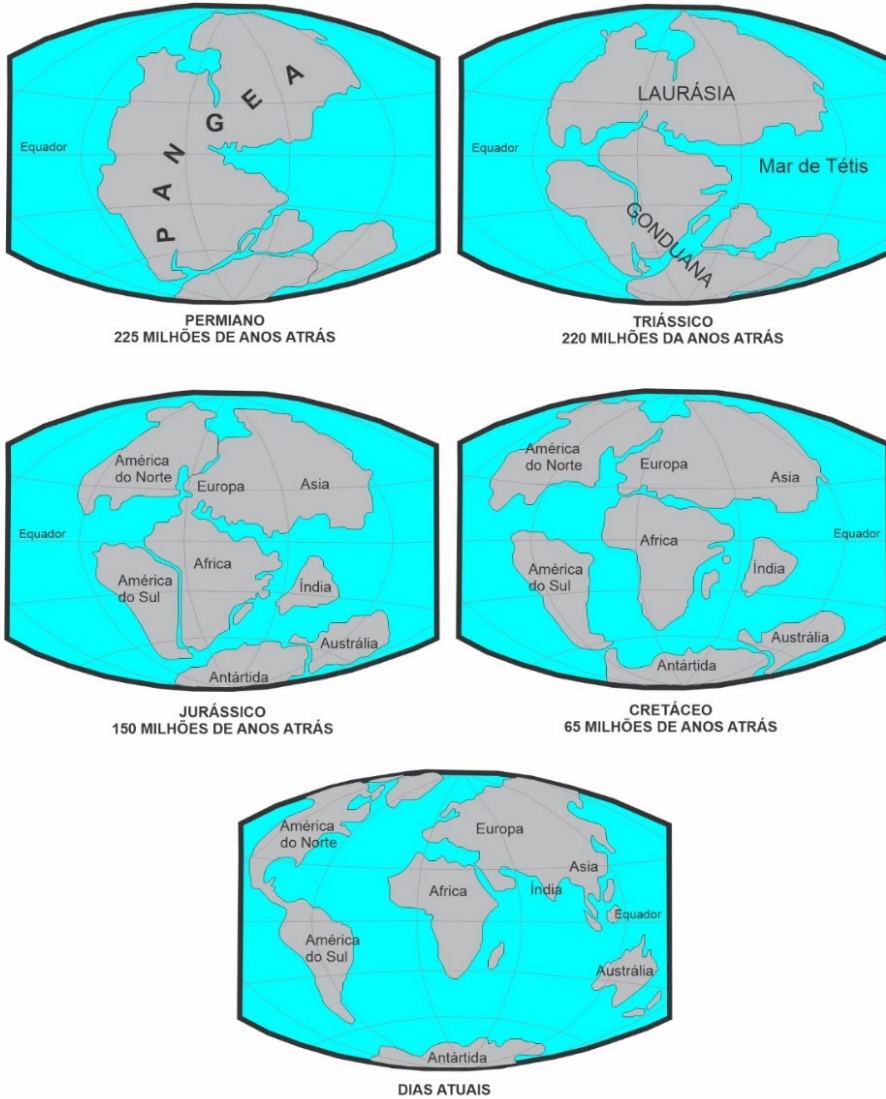 PANGEA
Equador
PERMIANO
225 MILHÕES DE ANOS ATRÁS
LAURÁSIA
Equador
Mar de Tétis
GONDUANA
TRIÁSSICO
220 MILHÕES DA ANOS ATRÁS
América
do Norte
Europa
Asia
Equador
Africa
América
do Sul
Índia
Austrália
Antártida
JURÁSSICO
150 MILHÕES DE ANOS ATRÁS
América
do Norte
Europa
Asia
Africa
Equador
América
do Sul
Índia
Austrália
Antártida
CRETÁCEO
65 MILHÕES DE ANOS ATRÁS
América
do Norte
Europa
Asia
Africa
Índia
Equador
América
do Sul
Austrália
Antártida
DIAS ATUAIS